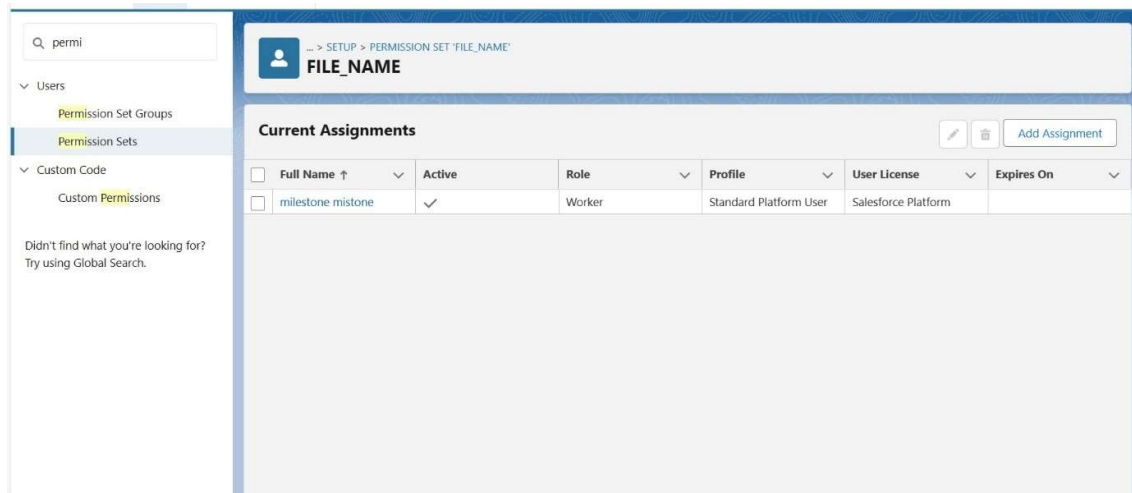 permi
Users
Permission Set Groups
Permission Sets
Custom Code
Custom Permissions
Didn't find what you're looking for?
Try using Global Search.
... > SETUP > PERMISSION SET 'FILE_NAME'
FILE_NAME
Current Assignments
Add Assignment
Full Name ↑ Active Role Profile User License Expires On
milestone mistone ✓ Worker Standard Platform User Salesforce Platform